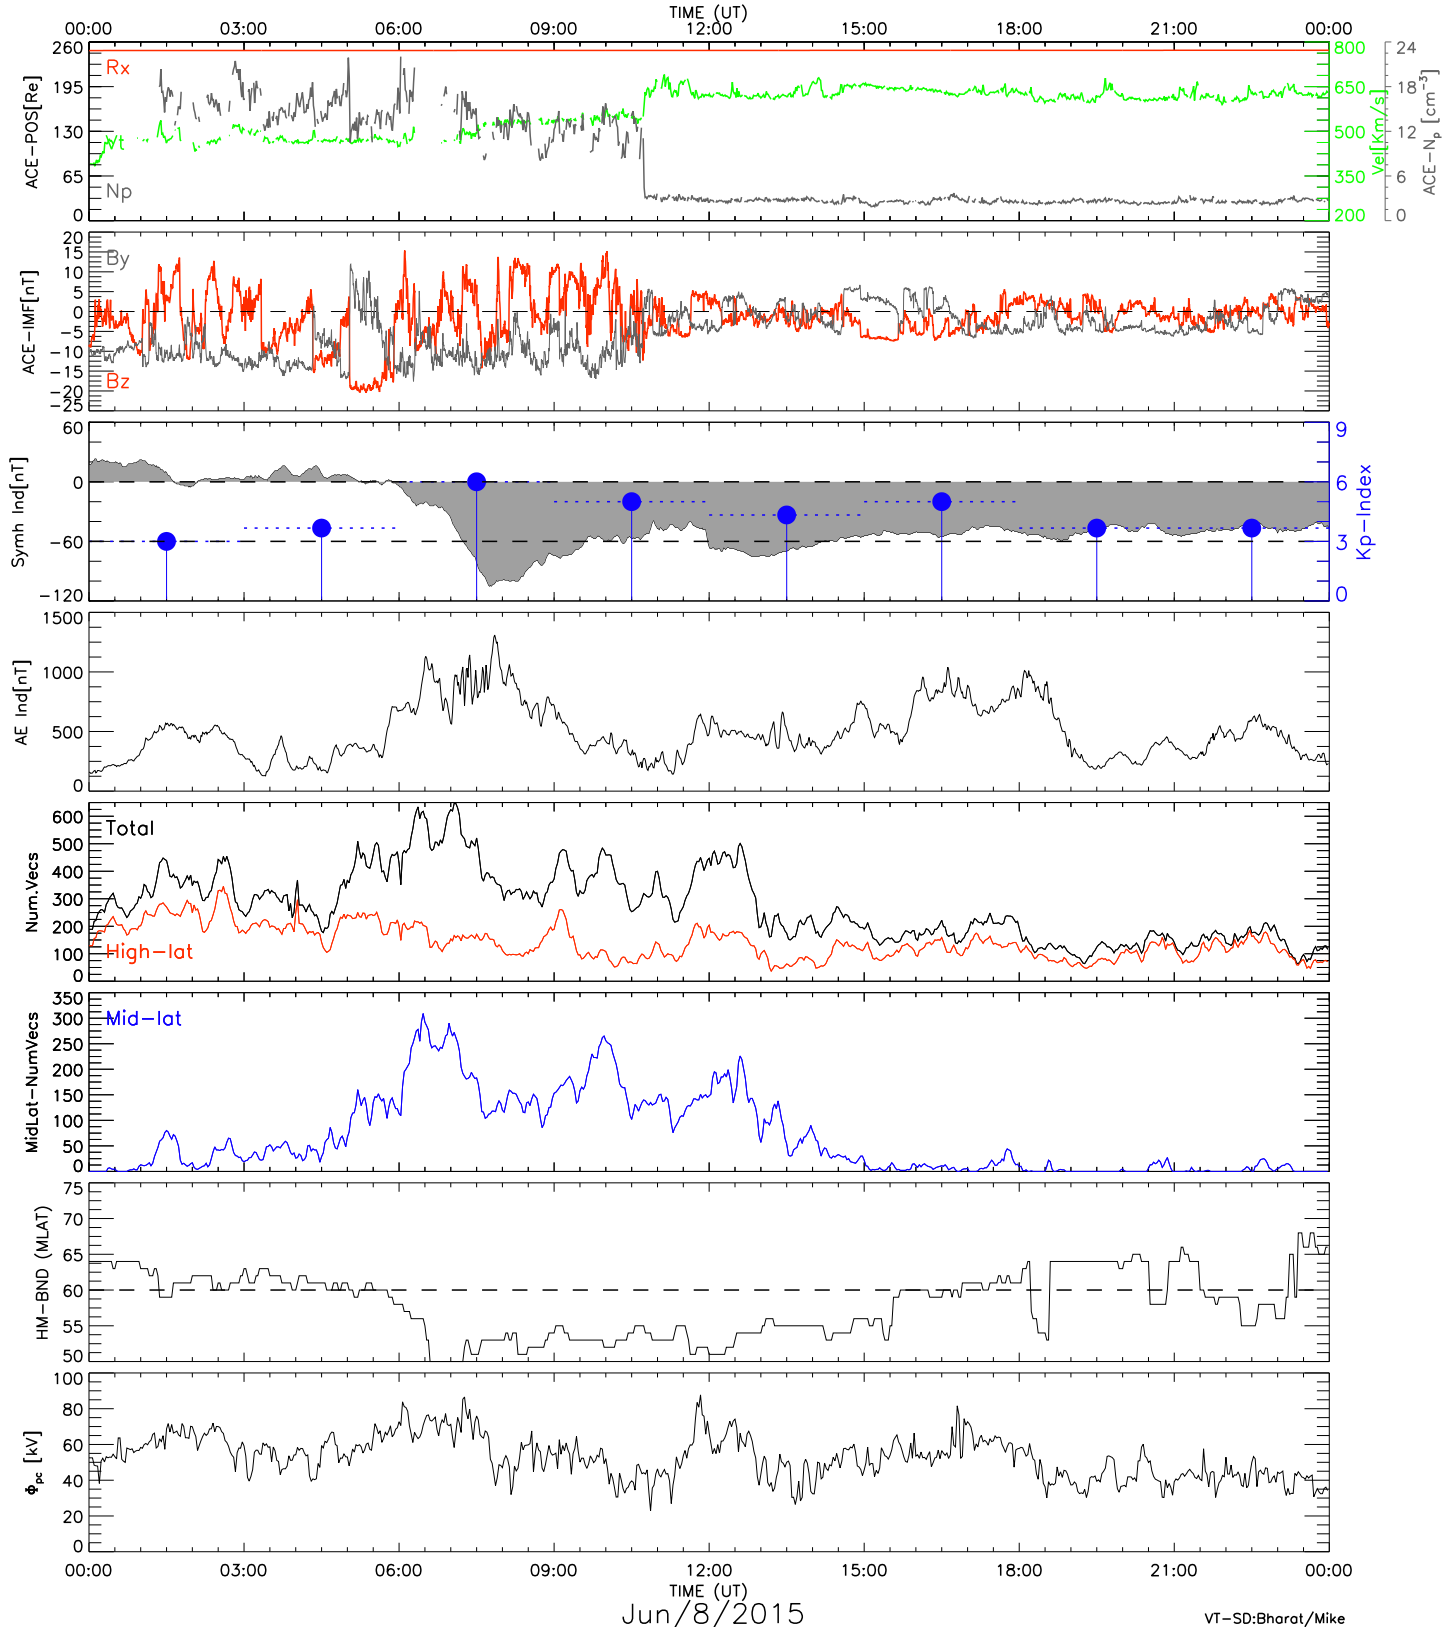 TIME (UT)
00:00 03:00 06:00 09:00 12:00 15:00 18:00 21:00 00:00
260 195 130 65 0
ACE-POS[Re]
Rx
Vt
Np
800 650 500 350 200
Vel[Km/s]
24 18 12 6 0
ACE-Np [cm-3]
20 15 10 5 0 -5 -10 -15 -20 -25
ACE-IMF[nT]
By
Bz
60 0 -60 -120
Symh Ind[nT]
9 6 3 0
Kp-Index
1500 1000 500 0
AE Ind[nT]
600 500 400 300 200 100 0
Num.Vecs
Total
High-lat
350 300 250 200 150 100 50 0
MidLat-NumVecs
Mid-lat
75 70 65 60 55 50
HM-BND (MLAT)
100 80 60 40 20 0
Φpc [kV]
00:00 03:00 06:00 09:00 12:00 15:00 18:00 21:00 00:00
TIME (UT)
Jun/8/2015
VT-SD:Bharat/Mike